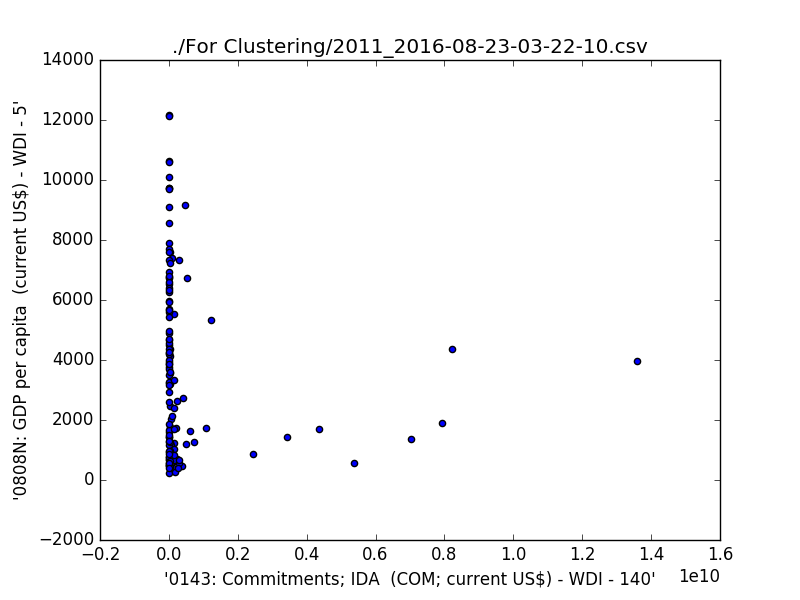 ./For Clustering/2011_2016-08-23-03-22-10.csv
14000
12000
10000
8000
6000
4000
2000
0
−2000
'0808N: GDP per capita  (current US$) - WDI - 5'
−0.2 0.0 0.2 0.4 0.6 0.8 1.0 1.2 1.4 1.6
1e10
'0143: Commitments; IDA  (COM; current US$) - WDI - 140'